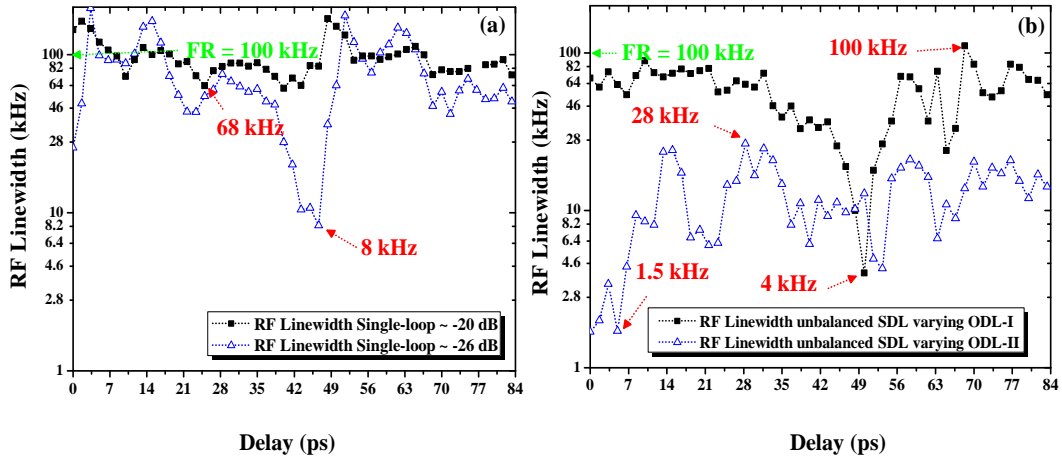 (a)
FR = 100 kHz
68 kHz
8 kHz
RF Linewidth Single-loop ~ -20 dB
RF Linewidth Single-loop ~ -26 dB
RF Linewidth (kHz)
100
82
64
46
28
10
8.2
6.4
4.6
2.8
1
0 7 14 21 28 35 42 49 56 63 70 77 84
Delay (ps)
(b)
FR = 100 kHz
100 kHz
28 kHz
1.5 kHz
4 kHz
RF Linewidth unbalanced SDL varying ODL-I
RF Linewidth unbalanced SDL varying ODL-II
RF Linewidth (kHz)
100
82
64
46
28
10
8.2
6.4
4.6
2.8
1
0 7 14 21 28 35 42 49 56 63 70 77 84
Delay (ps)